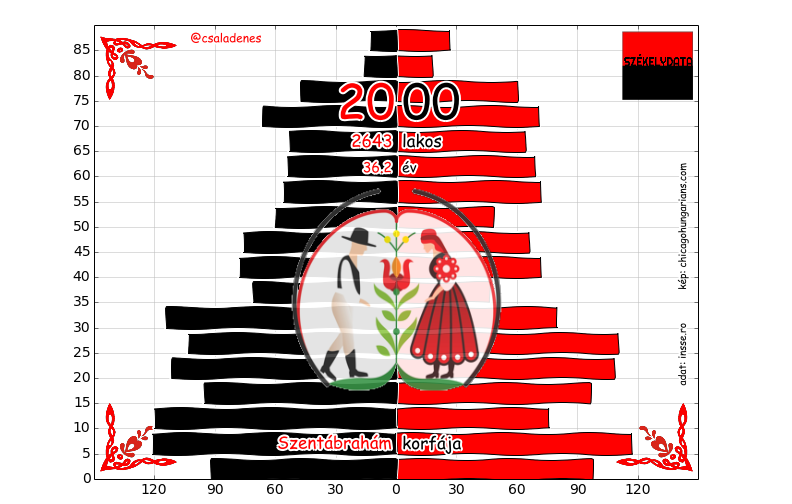 @csaladenes
SZÉKELYDATA
2000
2643 lakos
36.2 év
kép: chicagohungarians.com
adat: insse.ro
Szentábrahám korfája
85
80
75
70
65
60
55
50
45
40
35
30
25
20
15
10
5
0
120 90 60 30 0 30 60 90 120